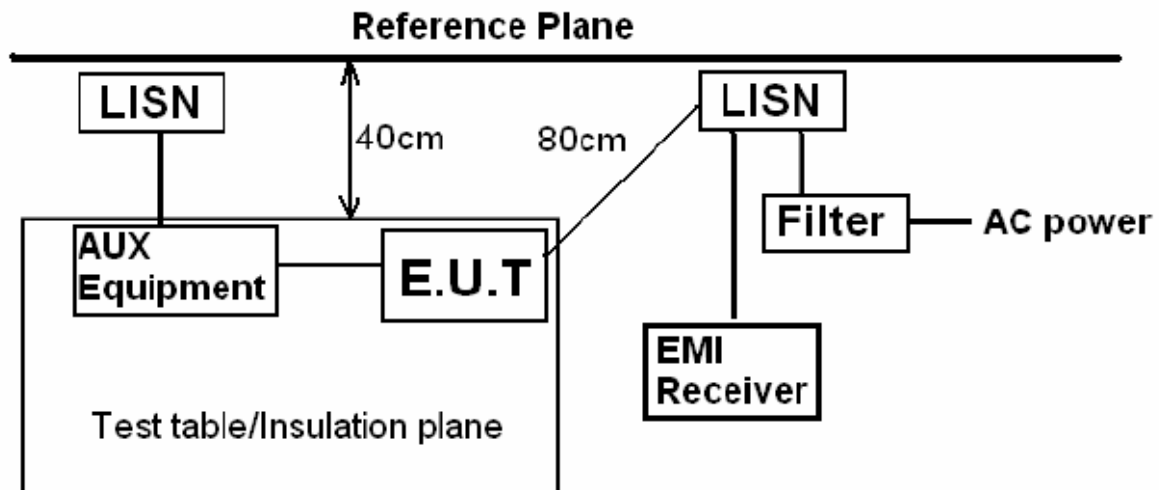 Reference Plane
LISN
LISN
40cm
80cm
AUX
Equipment
E.U.T
Filter
AC power
EMI
Receiver
Test table/Insulation plane